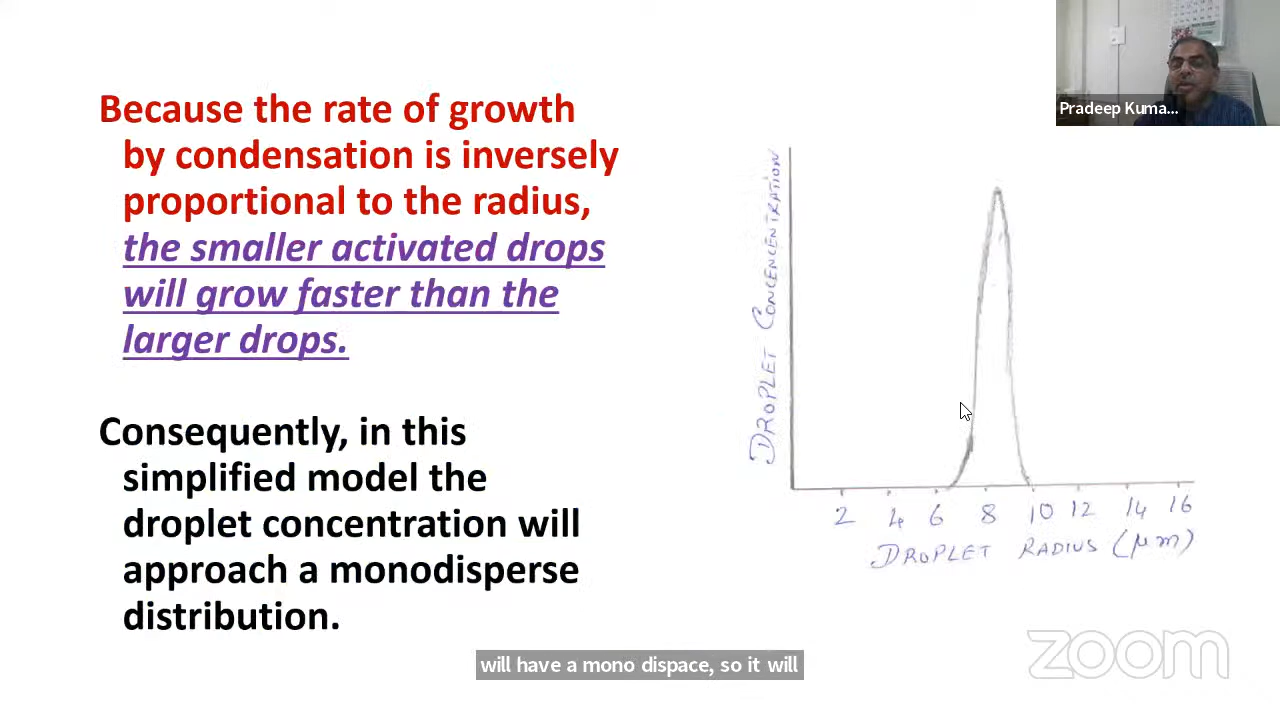 Because the rate of growth
by condensation is inversely
proportional to the radius,
the smaller activated drops
will grow faster than the
larger drops.
Consequently, in this
simplified model the
droplet concentration will
approach a monodisperse
distribution.
DROPLET CONCENCENTRATION
2 4 6 8 10 12 14 16
DROPLET RADIUS (μm)
Pradeep Kuma...
will have a mono dispace, so it will
zoom